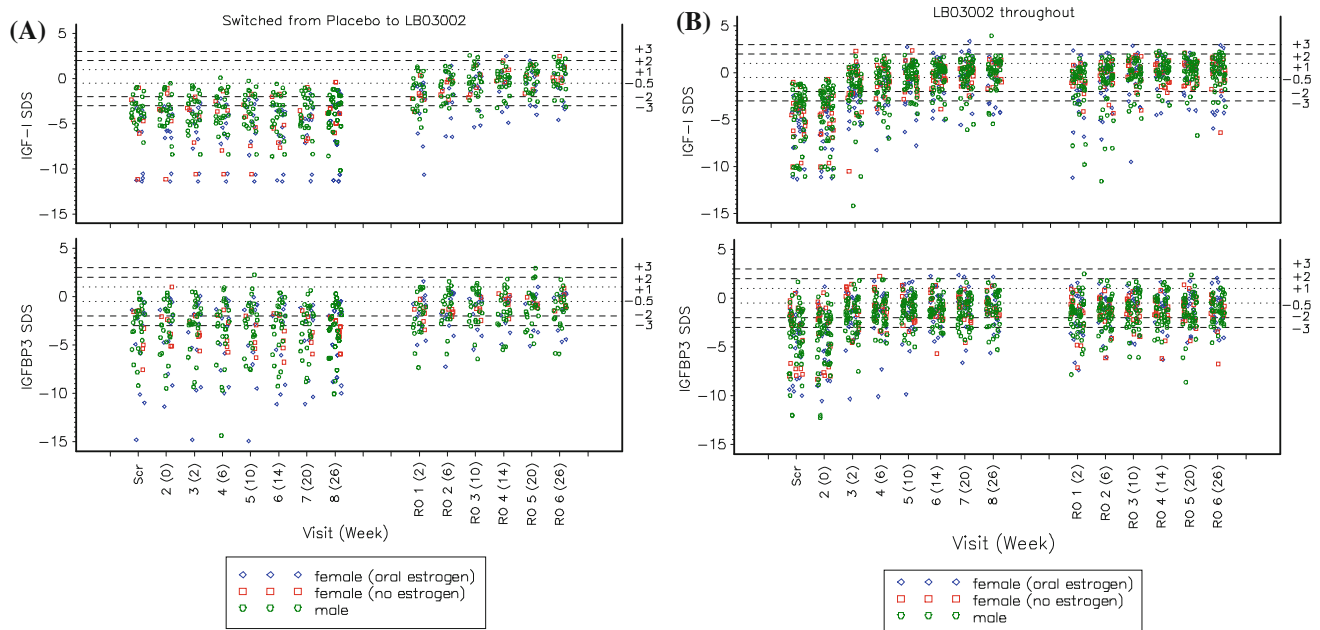 (A)
Switched from Placebo to LB03002
5
0
−5
−10
−15
IGF-I SDS
+3
+2
+1
−0.5
−2
−3
5
0
−5
−10
−15
IGFBP3 SDS
+3
+2
+1
−0.5
−2
−3
Scr
2 (0)
3 (2)
4 (6)
5 (10)
6 (14)
7 (20)
8 (26)
RO 1 (2)
RO 2 (6)
RO 3 (10)
RO 4 (14)
RO 5 (20)
RO 6 (26)
Visit (Week)
female (oral estrogen)
female (no estrogen)
male
(B)
LB03002 throughout
5
0
−5
−10
−15
IGF-I SDS
+3
+2
+1
−0.5
−2
−3
5
0
−5
−10
−15
IGFBP3 SDS
+3
+2
+1
−0.5
−2
−3
Scr
2 (0)
3 (2)
4 (6)
5 (10)
6 (14)
7 (20)
8 (26)
RO 1 (2)
RO 2 (6)
RO 3 (10)
RO 4 (14)
RO 5 (20)
RO 6 (26)
Visit (Week)
female (oral estrogen)
female (no estrogen)
male